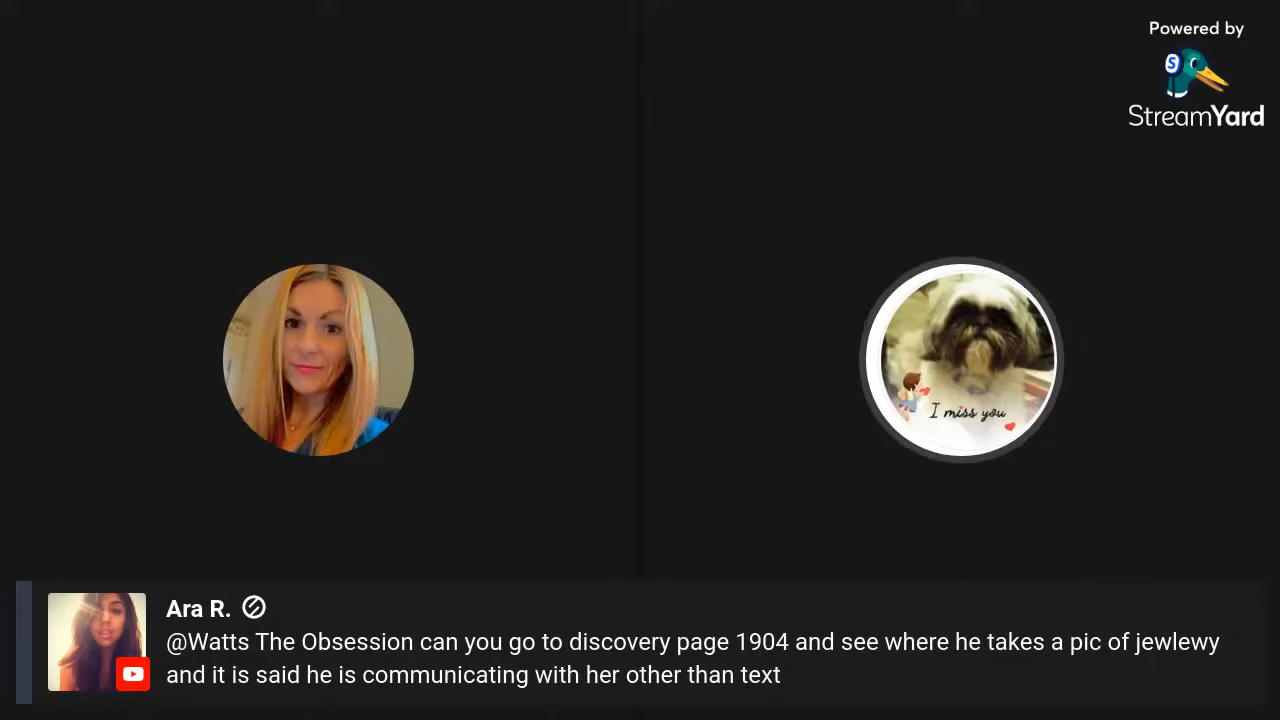 Powered by
S
StreamYard
I miss you
Ara R.
@Watts The Obsession can you go to discovery page 1904 and see where he takes a pic of jewlewy
and it is said he is communicating with her other than text